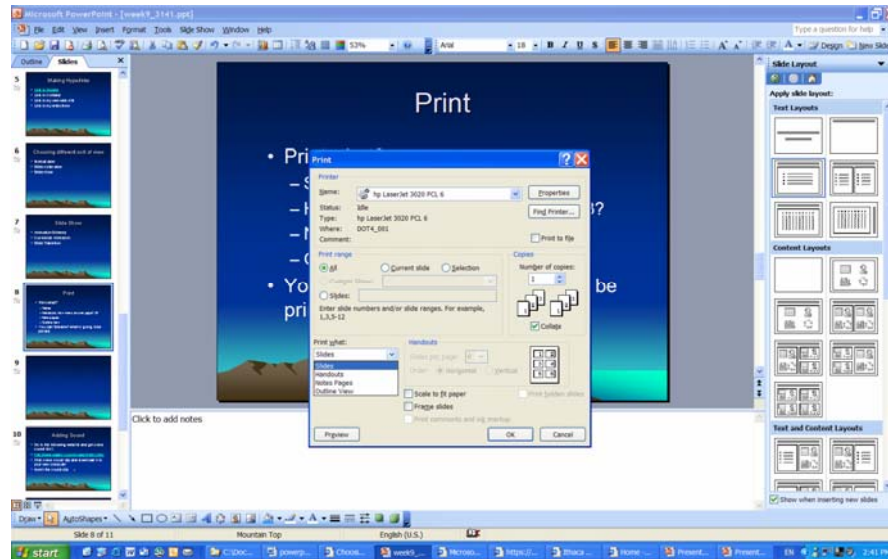 Microsoft PowerPoint - [week9_3141.ppt]
File Edit View Insert Format Tools Slide Show Window Help
Type a question for help
53%
Arial
18
B I U S
Design
New Slide
Outline
Slides
5
Making Hyperlinks
6
7
Slide Show
8
Print
9
10
Adding Sound
Print
• Pri
• Yo
be
pri
Click to add notes
Print
Printer
Name:
hp LaserJet 3020 PCL 6
Properties
Status:
Idle
Type:
hp LaserJet 3020 PCL 6
Find Printer...
Where:
DOT4_001
Comment:
Print to file
Print range
All
Current slide
Selection
Custom Show:
Slides:
Enter slide numbers and/or slide ranges. For example,
1,3,5-12
Copies
Number of copies:
1
Collate
Print what:
Slides
Slides
Handouts
Notes Pages
Outline View
Handouts
Slides per page:
Order:
Horizontal
Vertical
Scale to fit paper
Frame slides
Print comments and ink markup
Print hidden slides
Preview
OK
Cancel
Slide Layout
Apply slide layout:
Text Layouts
Content Layouts
Text and Content Layouts
Show when inserting new slides
Draw
AutoShapes
Slide 8 of 11
Mountain Top
English (U.S.)
start
C:\Doc...
powerp...
Choos...
week9_...
Microso...
https://...
Ithaca ...
Home - ...
Present...
Present...
EN
2:41 PM